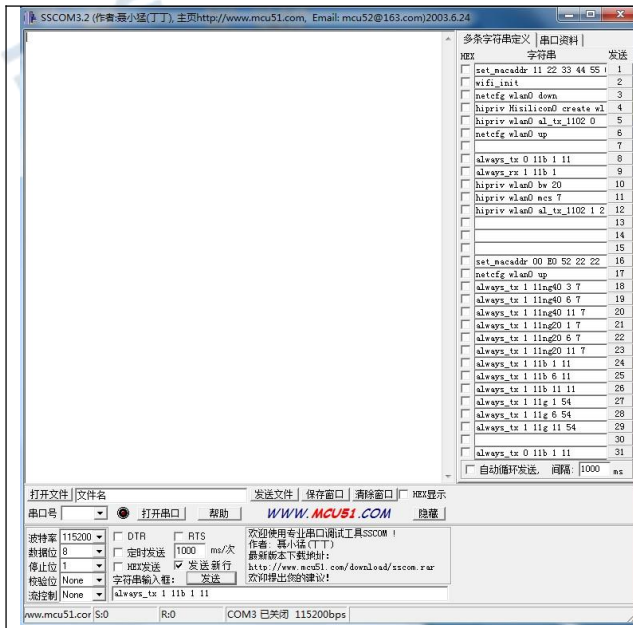 SSCOM3.2 (作者:聂小猛(丁丁), 主页http://www.mcu51.com, Email: mcu52@163.com)2003.6.24
多条字符串定义 串口资料
HEX 字符串 发送
set_macaddr 11 22 33 44 55 1
wifi_init 2
netcfg wlan0 down 3
hipriv Hisilicon0 create wl 4
hipriv wlan0 al_tx_1102 0 5
netcfg wlan0 up 6
7
always_tx 0 11b 1 11 8
always_rx 1 11b 1 9
hipriv wlan0 bw 20 10
hipriv wlan0 mcs 7 11
hipriv wlan0 al_tx_1102 1 2 12
13
14
15
set_macaddr 00 E0 52 22 22 16
netcfg wlan0 up 17
always_tx 1 11ng40 3 7 18
always_tx 1 11ng40 6 7 19
always_tx 1 11ng40 11 7 20
always_tx 1 11ng20 1 7 21
always_tx 1 11ng20 6 7 22
always_tx 1 11ng20 11 7 23
always_tx 1 11b 1 11 24
always_tx 1 11b 6 11 25
always_tx 1 11b 11 11 26
always_tx 1 11g 1 54 27
always_tx 1 11g 6 54 28
always_tx 1 11g 11 54 29
30
always_tx 0 11b 1 11 31
自动循环发送, 间隔: 1000 ms
打开文件 文件名 发送文件 保存窗口 清除窗口 HEX显示
串口号 打开串口 帮助 WWW.MCU51.COM 隐藏
波特率 115200 DTR RTS
数据位 8 定时发送 1000 ms/次
停止位 1 HEX发送 发送新行
校验位 None 字符串输入框: 发送
流控制 None always_tx 1 11b 1 11
欢迎使用专业串口调试工具SSCOM !
作者: 聂小猛(丁丁)
最新版本下载地址:
http://www.mcu51.com/download/sscom.rar
欢迎提出您的建议!
ww.mcu51.cor S:0 R:0 COM3 已关闭 115200bps